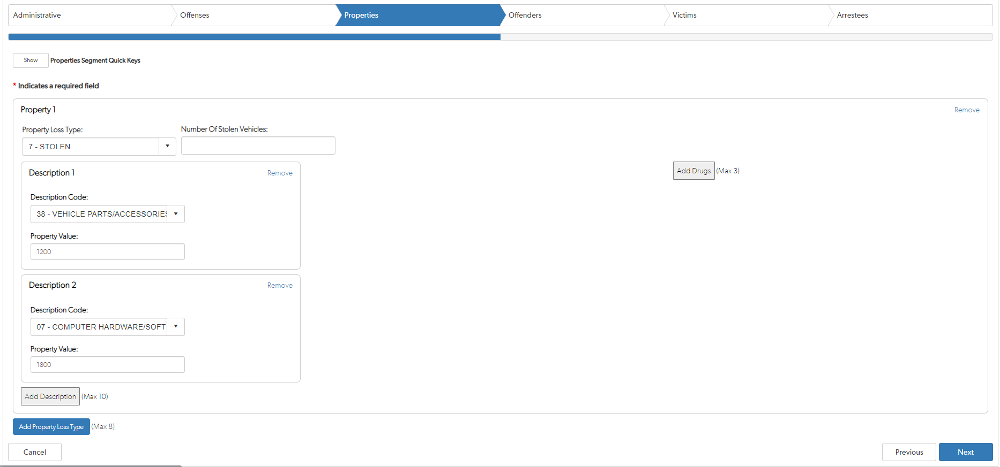 Administrative
Offenses
Properties
Offenders
Victims
Arrestees
Show Properties Segment Quick Keys
* Indicates a required field
Property 1
Remove
Property Loss Type:
Number Of Stolen Vehicles:
7 - STOLEN
Description 1
Remove
Add Drugs (Max 3)
Description Code:
38 - VEHICLE PARTS/ACCESSORIES
Property Value:
1200
Description 2
Remove
Description Code:
07 - COMPUTER HARDWARE/SOFT
Property Value:
1800
Add Description (Max 10)
Add Property Loss Type (Max 8)
Cancel
Previous
Next